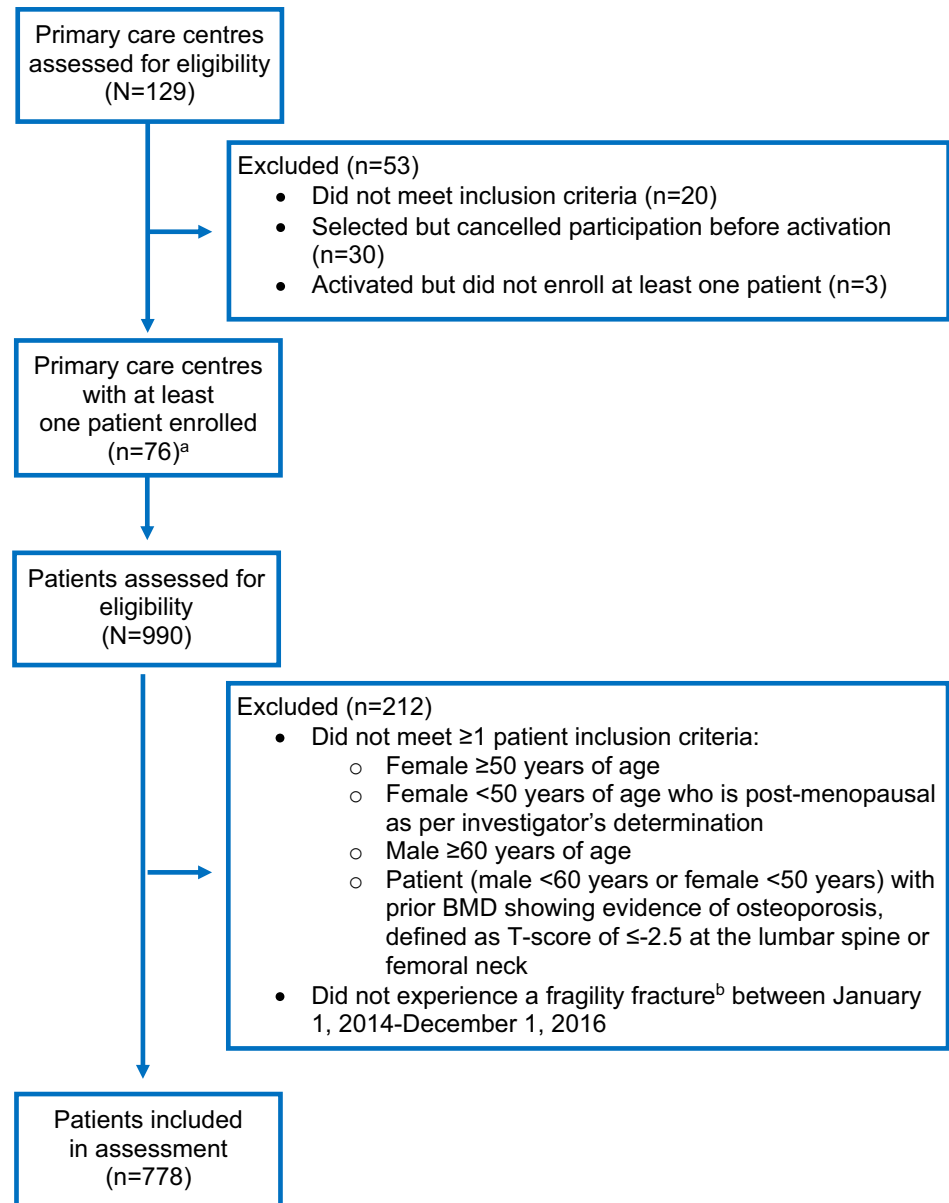 Primary care centres
assessed for eligibility
(N=129)
Excluded (n=53)
• Did not meet inclusion criteria (n=20)
• Selected but cancelled participation before activation
(n=30)
• Activated but did not enroll at least one patient (n=3)
Primary care centres
with at least
one patient enrolled
(n=76)ᵃ
Patients assessed for
eligibility
(N=990)
Excluded (n=212)
• Did not meet ≥1 patient inclusion criteria:
o Female ≥50 years of age
o Female <50 years of age who is post-menopausal
as per investigator’s determination
o Male ≥60 years of age
o Patient (male <60 years or female <50 years) with
prior BMD showing evidence of osteoporosis,
defined as T-score of ≤-2.5 at the lumbar spine or
femoral neck
• Did not experience a fragility fractureᵇ between January
1, 2014-December 1, 2016
Patients included
in assessment
(n=778)